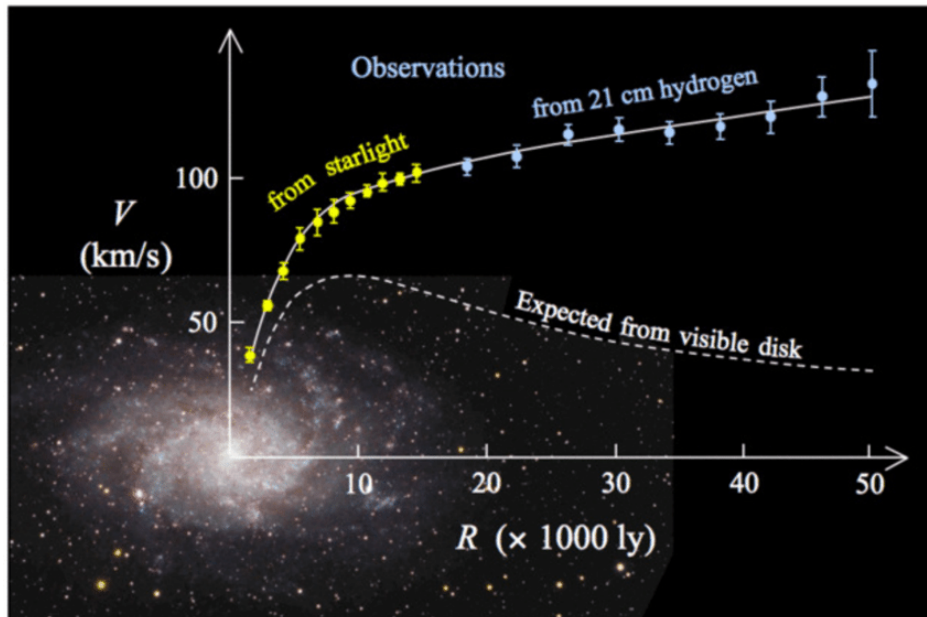 Observations
from 21 cm hydrogen
from starlight
100
V
(km/s)
50
Expected from visible disk
10
20
30
40
50
R (× 1000 ly)